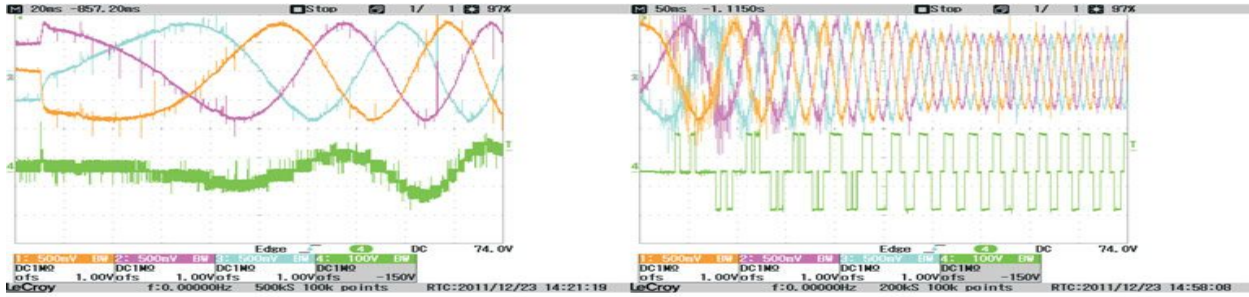 M 20ms -857.20ms Stop 1/ 1 97%
3
4
T
Edge 4 DC 74.0V
1: 500mV BW 2: 500mV BW 3: 500mV BW 4: 100V BW
DC1MΩ DC1MΩ DC1MΩ DC1MΩ
ofs 1.00V ofs 1.00V ofs 1.00V ofs -150V
LeCroy f:0.00000Hz 500kS 100k points RTC:2011/12/23 14:21:19
M 50ms -1.1150s Stop 1/ 1 97%
3
4
T
Edge 4 DC 74.0V
1: 500mV BW 2: 500mV BW 3: 500mV BW 4: 100V BW
DC1MΩ DC1MΩ DC1MΩ DC1MΩ
ofs 1.00V ofs 1.00V ofs 1.00V ofs -150V
LeCroy f:0.00000Hz 200kS 100k points RTC:2011/12/23 14:58:08